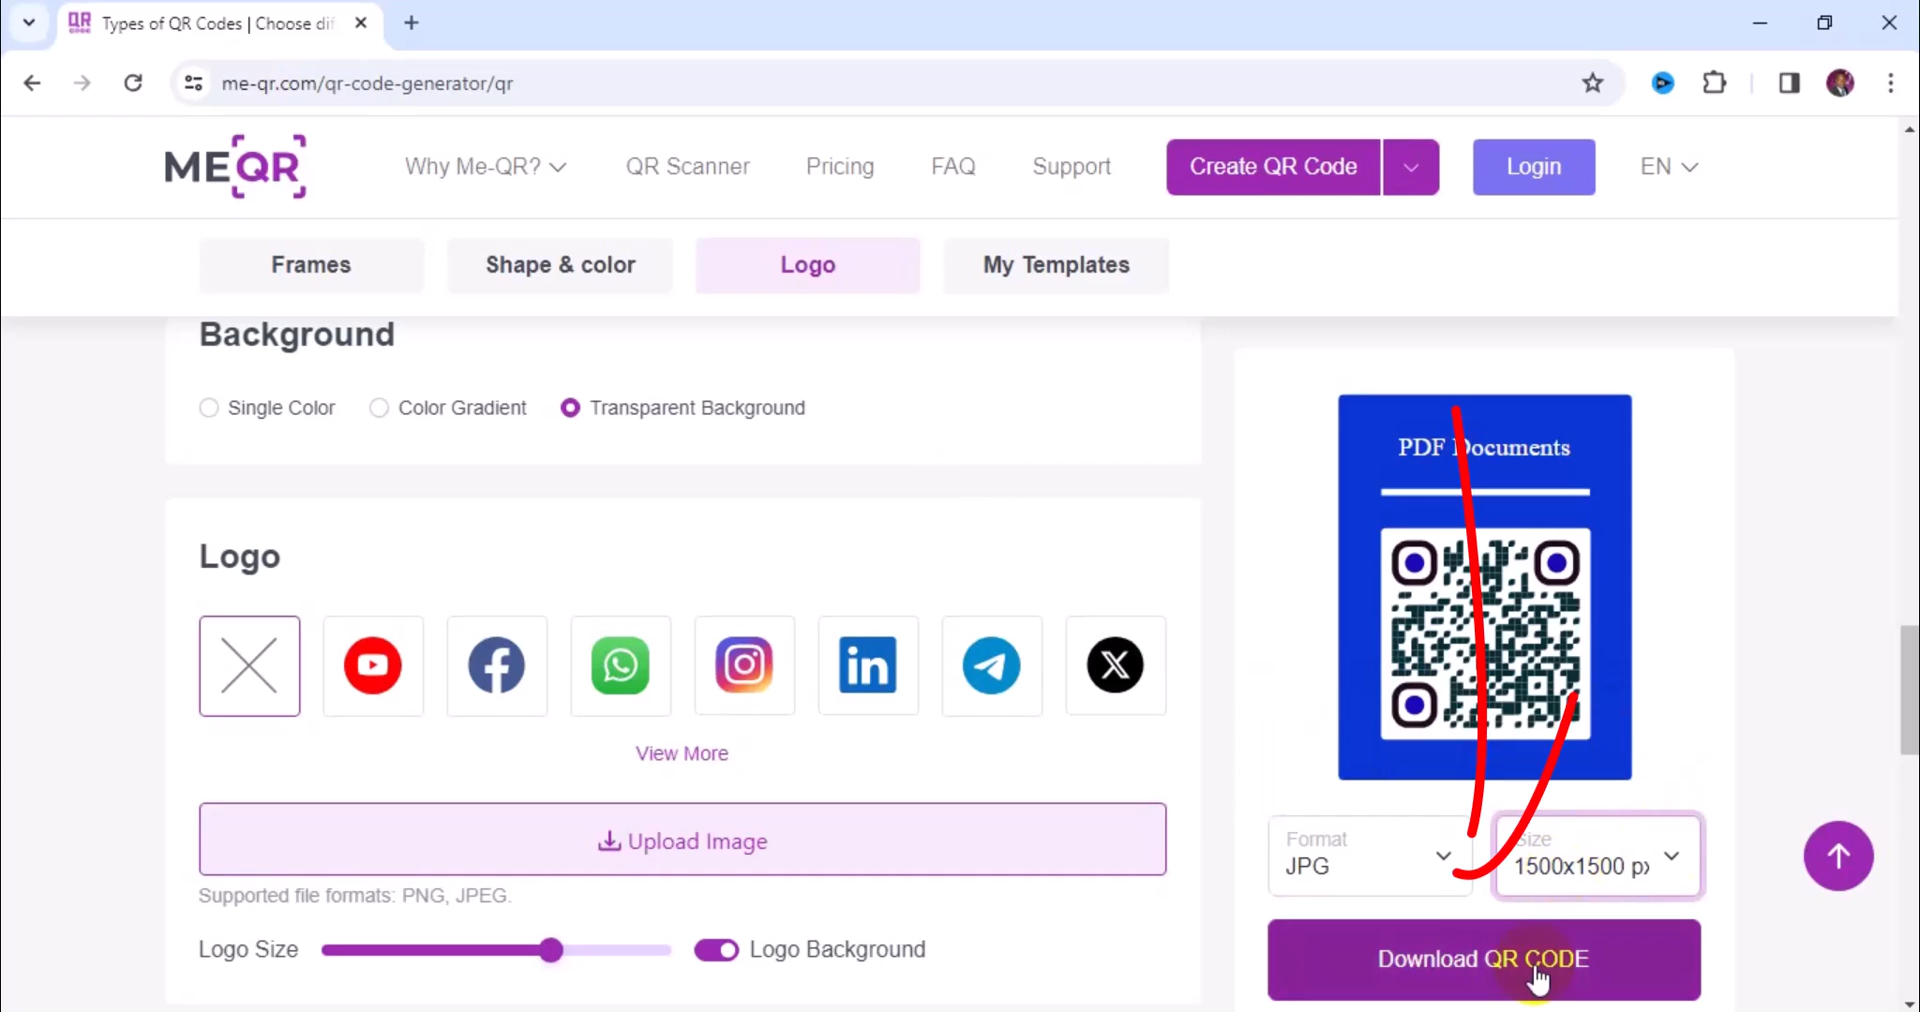 Types of QR Codes | Choose dif
me-qr.com/qr-code-generator/qr
MEQR
Why Me-QR?
QR Scanner
Pricing
FAQ
Support
Create QR Code
Login
EN
Frames
Shape & color
Logo
My Templates
Background
Single Color
Color Gradient
Transparent Background
Logo
View More
Upload Image
Supported file formats: PNG, JPEG.
Logo Size
Logo Background
PDF Documents
Format
JPG
Size
1500x1500 px
Download QR CODE